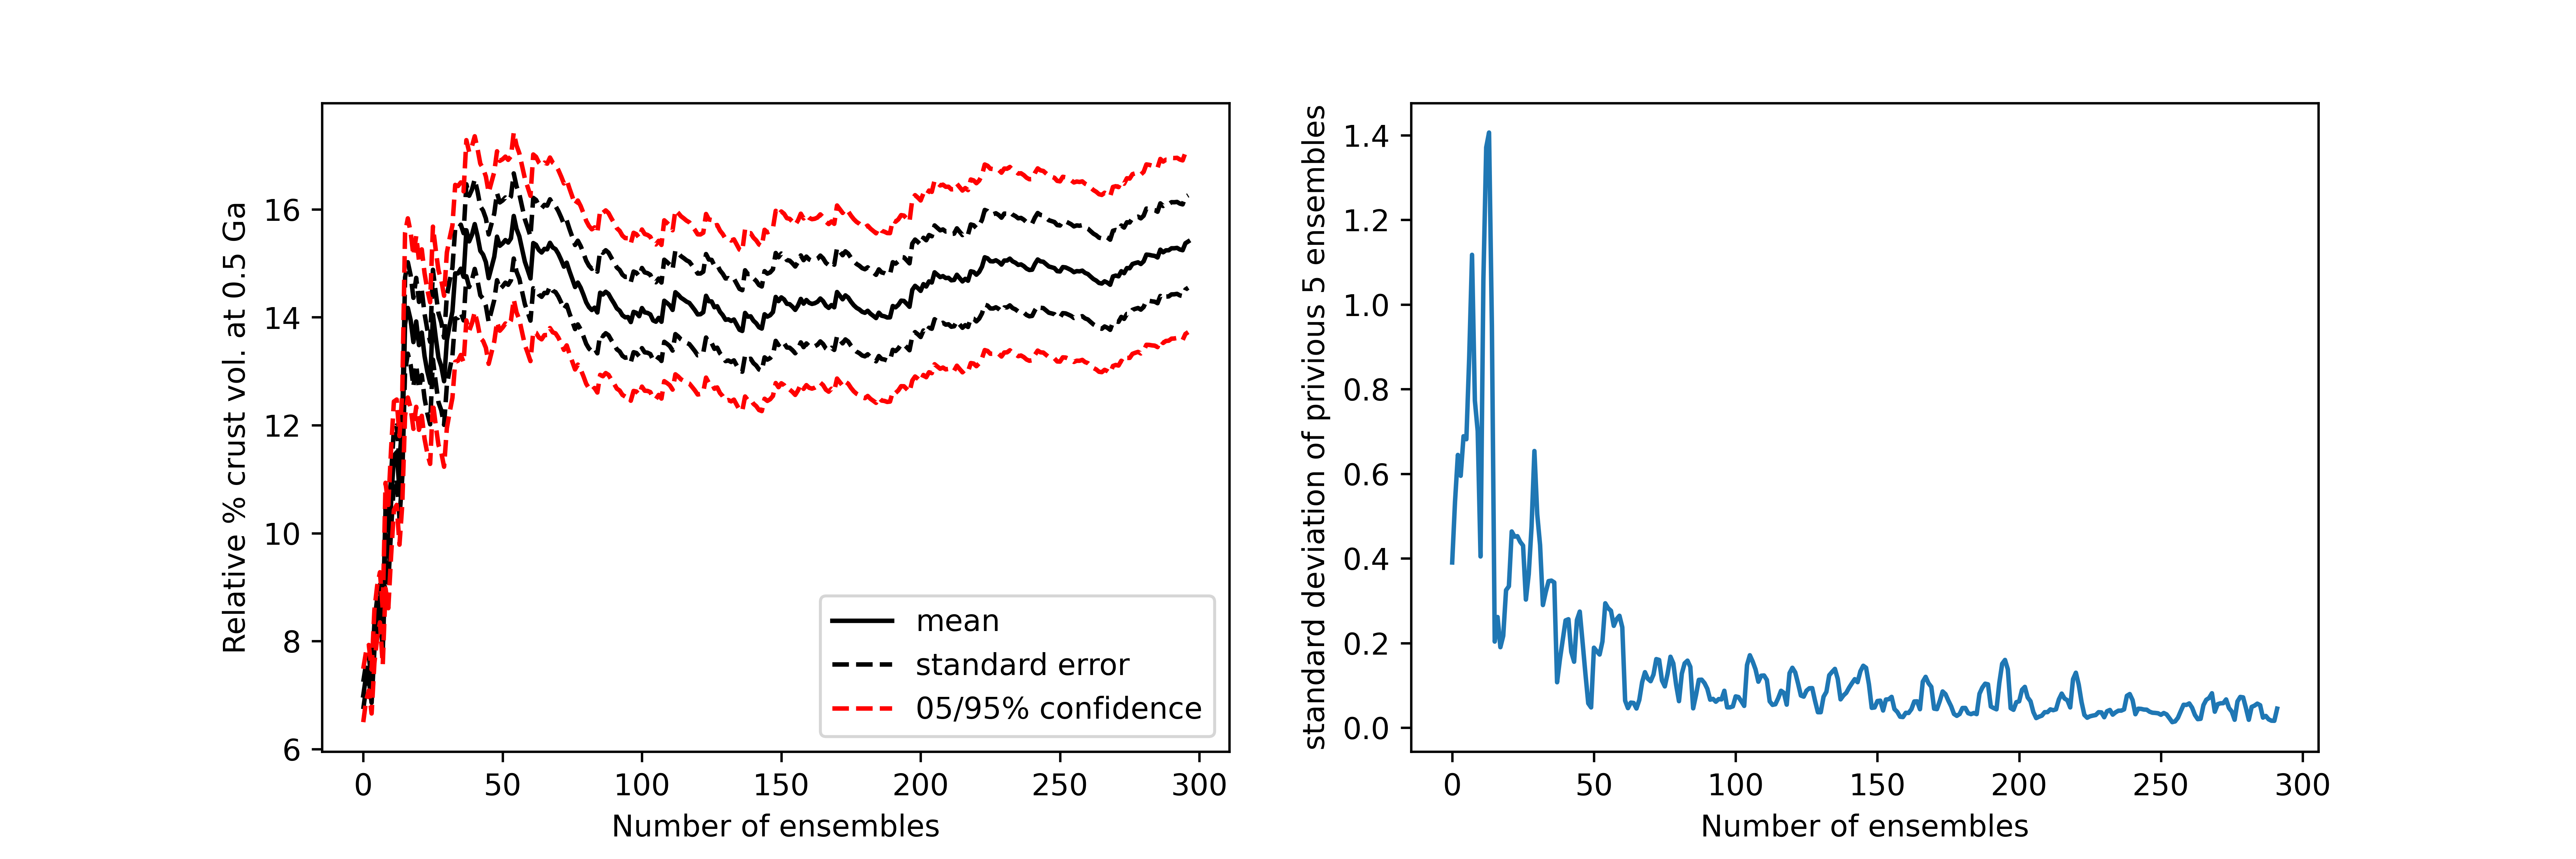 Relative % crust vol. at 0.5 Ga
16
14
12
10
8
6
0 50 100 150 200 250 300
Number of ensembles
mean
standard error
05/95% confidence
standard deviation of privious 5 ensembles
1.4
1.2
1.0
0.8
0.6
0.4
0.2
0.0
0 50 100 150 200 250 300
Number of ensembles